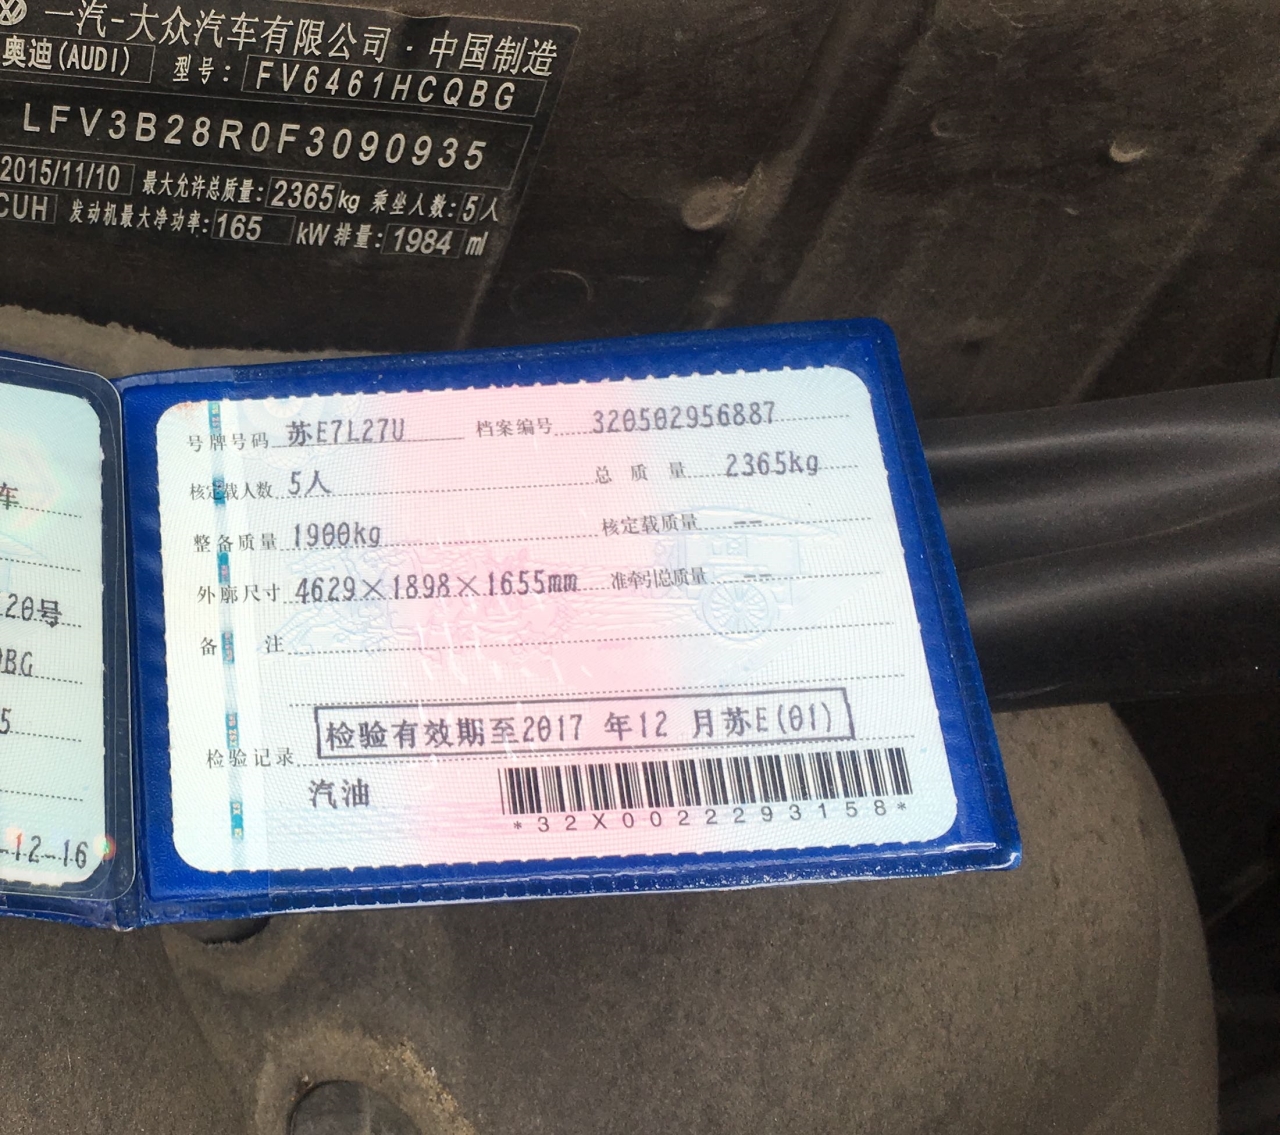 一汽-大众汽车有限公司·中国制造
奥迪(AUDI) 型号: FV6461HCQBG
LFV3B28R0F3090935
2015/11/10 最大允许总质量: 2365 kg 乘坐人数: 5 人
CUH 发动机最大净功率: 165 kW 排量: 1984 ml
号牌号码 苏E7L27U 档案编号 320502956887
核定载人数 5人 总质量 2365kg
整备质量 1900kg 核定载质量 --
外廓尺寸 4629×1898×1655mm 准牵引总质量 --
备注
检验记录 检验有效期至2017 年12 月苏E(01)
汽油
*32X0022293158*
车
20号
QBG
5
-12-16